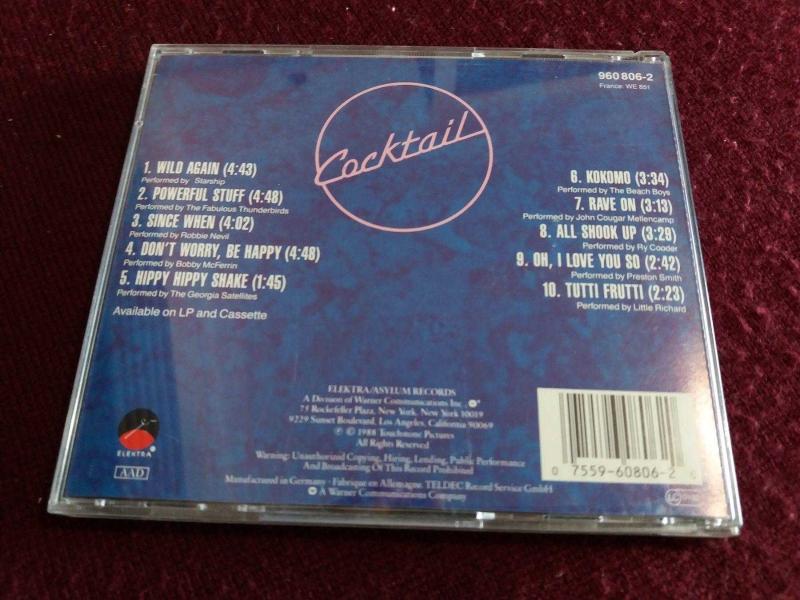 960 806-2
France: WE 851
Cocktail
1. WILD AGAIN (4:43)
Performed by Starship
2. POWERFUL STUFF (4:48)
Performed by The Fabulous Thunderbirds
3. SINCE WHEN (4:02)
Performed by Robbie Nevil
4. DON'T WORRY, BE HAPPY (4:48)
Performed by Bobby McFerrin
5. HIPPY HIPPY SHAKE (1:45)
Performed by The Georgia Satellites
Available on LP and Cassette
6. KOKOMO (3:34)
Performed by The Beach Boys
7. RAVE ON (3:13)
Performed by John Cougar Mellencamp
8. ALL SHOOK UP (3:29)
Performed by Ry Cooder
9. OH, I LOVE YOU SO (2:42)
Performed by Preston Smith
10. TUTTI FRUTTI (2:23)
Performed by Little Richard
ELEKTRA/ASYLUM RECORDS
A Division of Warner Communications Inc.
75 Rockefeller Plaza, New York, New York 10019
9229 Sunset Boulevard, Los Angeles, California 90069
℗ © 1988 Touchstone Pictures
All Rights Reserved
Warning: Unauthorized Copying, Hiring, Lending, Public Performance
And Broadcasting Of This Record Prohibited
Manufactured in Germany · Fabriqué en Allemagne. TELDEC Record Service GmbH
A Warner Communications Company
ELEKTRA
AAD
0 7559-60806-2